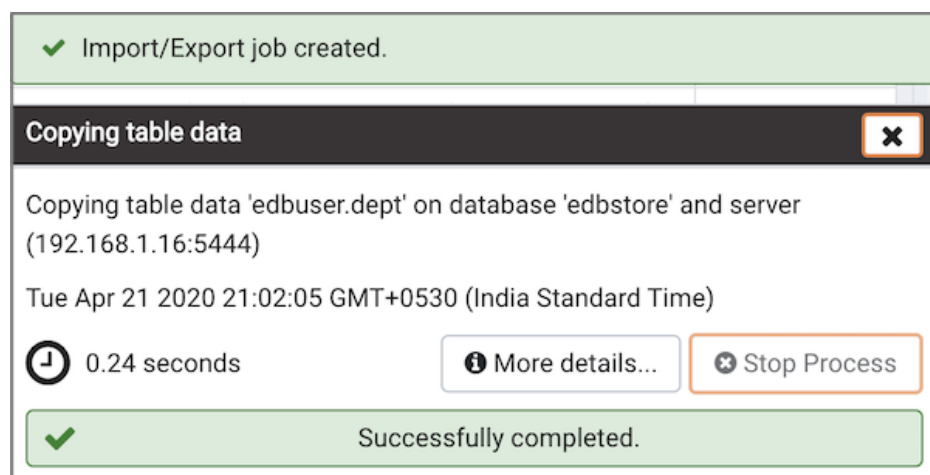 Import/Export job created.
Copying table data
Copying table data 'edbuser.dept' on database 'edbstore' and server
(192.168.1.16:5444)
Tue Apr 21 2020 21:02:05 GMT+0530 (India Standard Time)
0.24 seconds
More details...
Stop Process
Successfully completed.